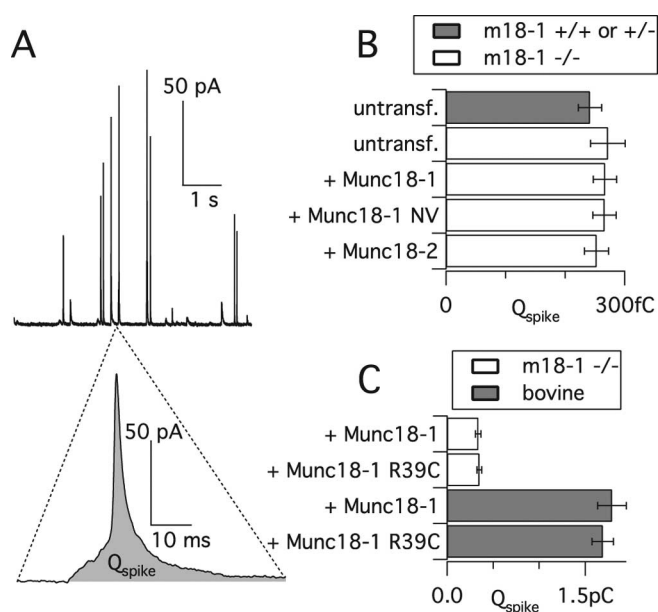 A
50 pA
1 s
50 pA
10 ms
Qspike
B
m18-1 +/+ or +/-
m18-1 -/-
untransf.
untransf.
+ Munc18-1
+ Munc18-1 NV
+ Munc18-2
0 Qspike 300fC
C
m18-1 -/-
bovine
+ Munc18-1
+ Munc18-1 R39C
+ Munc18-1
+ Munc18-1 R39C
0.0 Qspike 1.5pC